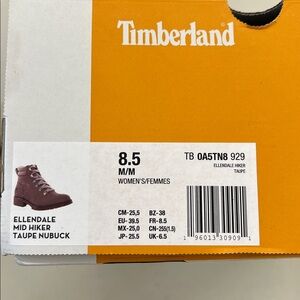 Timberland
8.5
M/M
WOMEN'S/FEMMES
TB 0A5TN8 929
ELLENDALE HIKER
TAUPE
CM-25,5 BZ-38
EU- 39.5 FR-8.5
MX-25,0 CN-255(1.5)
JP- 25.5 UK-6.5
ELLENDALE
MID HIKER
TAUPE NUBUCK
1 96013 30909 1